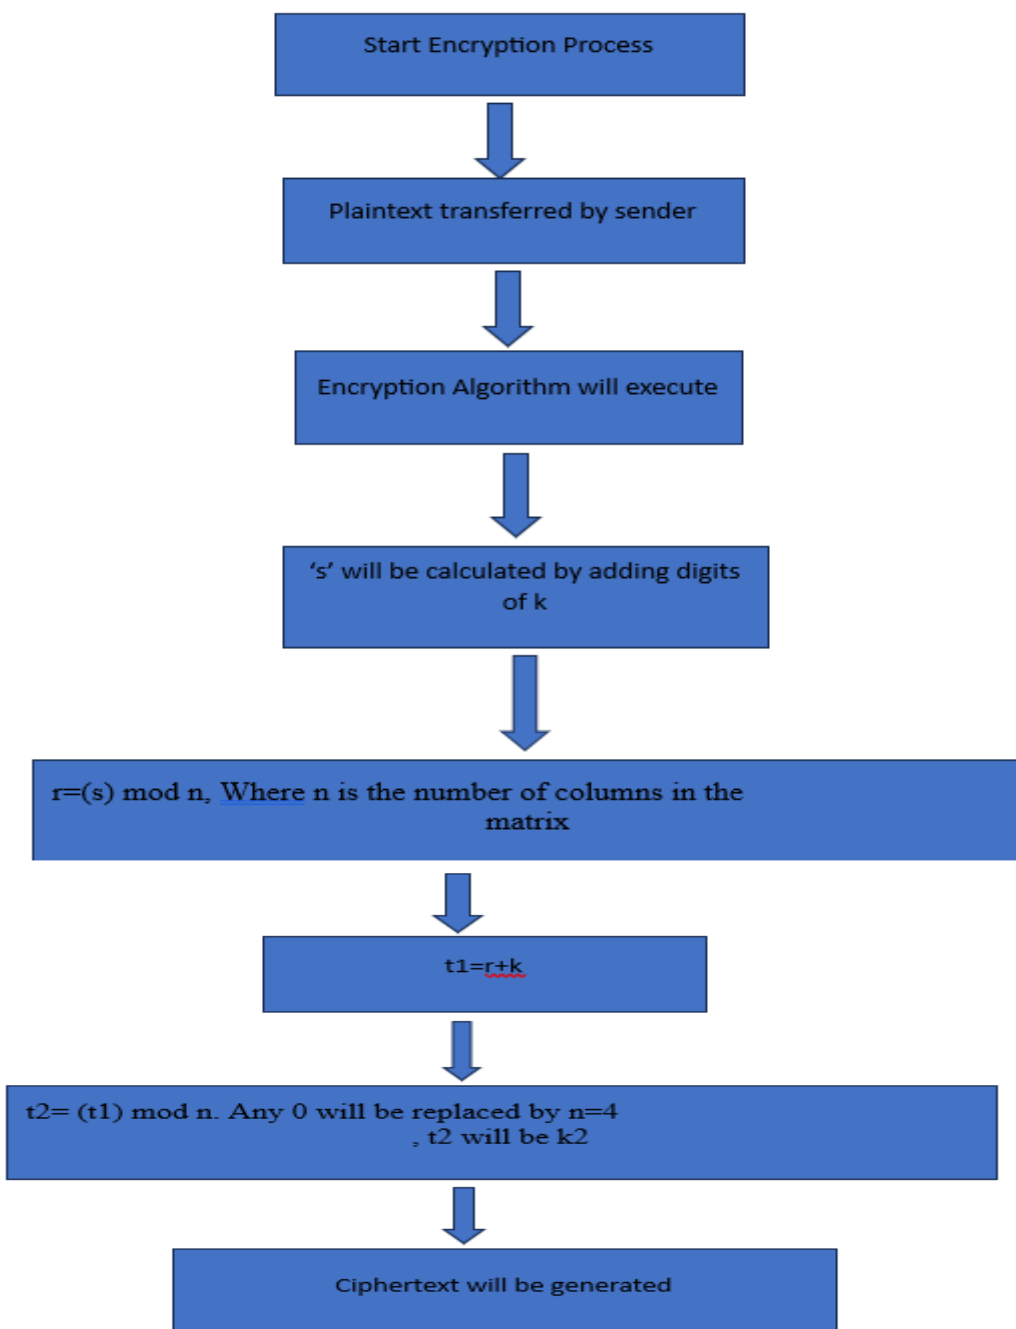 Start Encryption Process
Plaintext transferred by sender
Encryption Algorithm will execute
‘s’ will be calculated by adding digits
of k
r=(s) mod n, Where n is the number of columns in the
matrix
t1=r+k
t2= (t1) mod n. Any 0 will be replaced by n=4
, t2 will be k2
Ciphertext will be generated